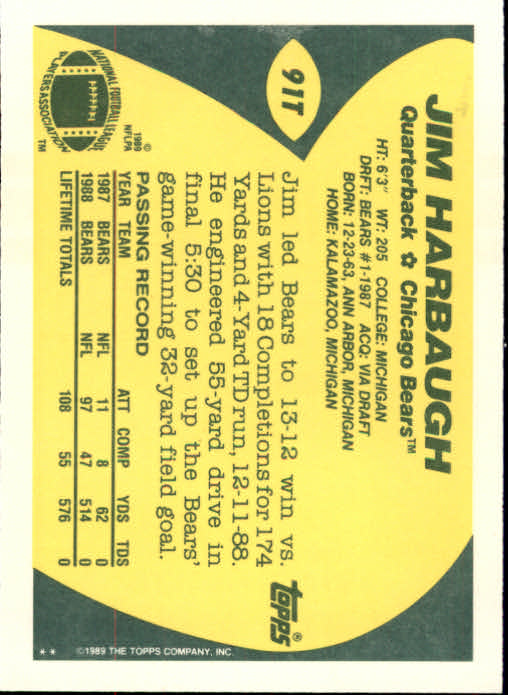 91T
JIM HARBAUGH
Quarterback ✩ Chicago Bears™
HT: 6'3" WT: 205 COLLEGE: MICHIGAN
DRFT: BEARS #1-1987 ACQ: VIA DRAFT
BORN: 12-23-63, ANN ARBOR, MICHIGAN
HOME: KALAMAZOO, MICHIGAN
Jim led Bears to 13-12 win vs.
Lions with 18 Completions for 174
Yards and 4-Yard TD run, 12-11-88.
He engineered 55-yard drive in
final 5:30 to set up the Bears'
game-winning 32-yard field goal.
topps®
NATIONAL FOOTBALL LEAGUE
PLAYERS ASSOCIATION
™
©
1989
NFLPA
PASSING RECORD
YEAR TEAM ATT COMP YDS TDS
1987 BEARS NFL 11 8 62 0
1988 BEARS NFL 97 47 514 0
LIFETIME TOTALS 108 55 576 0
** ©1989 THE TOPPS COMPANY, INC.